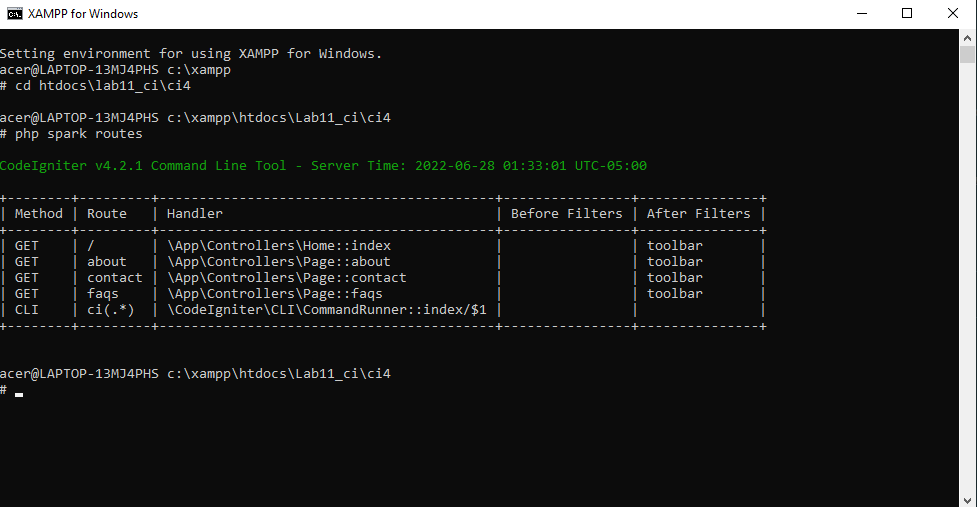 XAMPP for Windows
Setting environment for using XAMPP for Windows.
acer@LAPTOP-13MJ4PHS c:\xampp
# cd htdocs\lab11_ci\ci4
acer@LAPTOP-13MJ4PHS c:\xampp\htdocs\Lab11_ci\ci4
# php spark routes
CodeIgniter v4.2.1 Command Line Tool - Server Time: 2022-06-28 01:33:01 UTC-05:00
+--------+---------+------------------------------------------+----------------+---------------+
| Method | Route   | Handler                                  | Before Filters | After Filters |
+--------+---------+------------------------------------------+----------------+---------------+
| GET    | /       | \App\Controllers\Home::index             |                | toolbar       |
| GET    | about   | \App\Controllers\Page::about             |                | toolbar       |
| GET    | contact | \App\Controllers\Page::contact           |                | toolbar       |
| GET    | faqs    | \App\Controllers\Page::faqs              |                | toolbar       |
| CLI    | ci(.*)  | \CodeIgniter\CLI\CommandRunner::index/$1 |                |               |
+--------+---------+------------------------------------------+----------------+---------------+
acer@LAPTOP-13MJ4PHS c:\xampp\htdocs\Lab11_ci\ci4
#